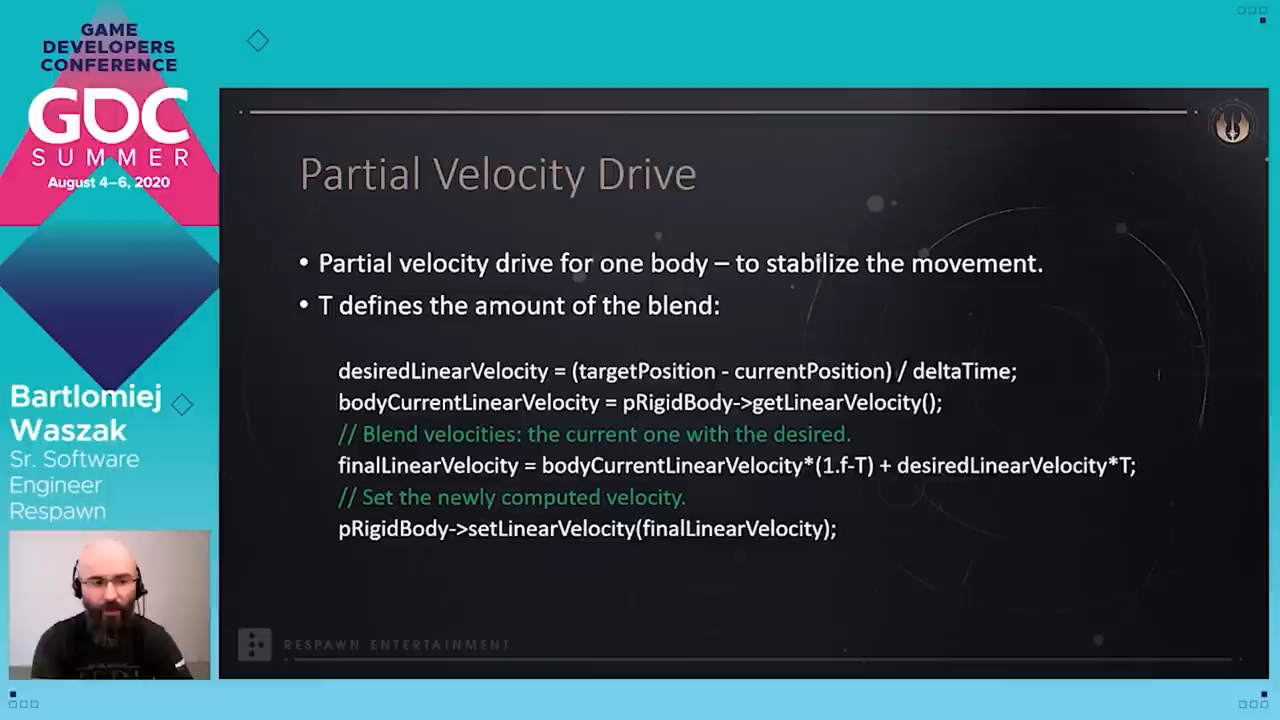 GAME
DEVELOPERS
CONFERENCE
GDC
SUMMER
August 4–6, 2020
Bartlomiej
Waszak
Sr. Software
Engineer
Respawn
Partial Velocity Drive
• Partial velocity drive for one body – to stabilize the movement.
• T defines the amount of the blend:
desiredLinearVelocity = (targetPosition - currentPosition) / deltaTime;
bodyCurrentLinearVelocity = pRigidBody->getLinearVelocity();
// Blend velocities: the current one with the desired.
finalLinearVelocity = bodyCurrentLinearVelocity*(1.f-T) + desiredLinearVelocity*T;
// Set the newly computed velocity.
pRigidBody->setLinearVelocity(finalLinearVelocity);
RESPAWN ENTERTAINMENT